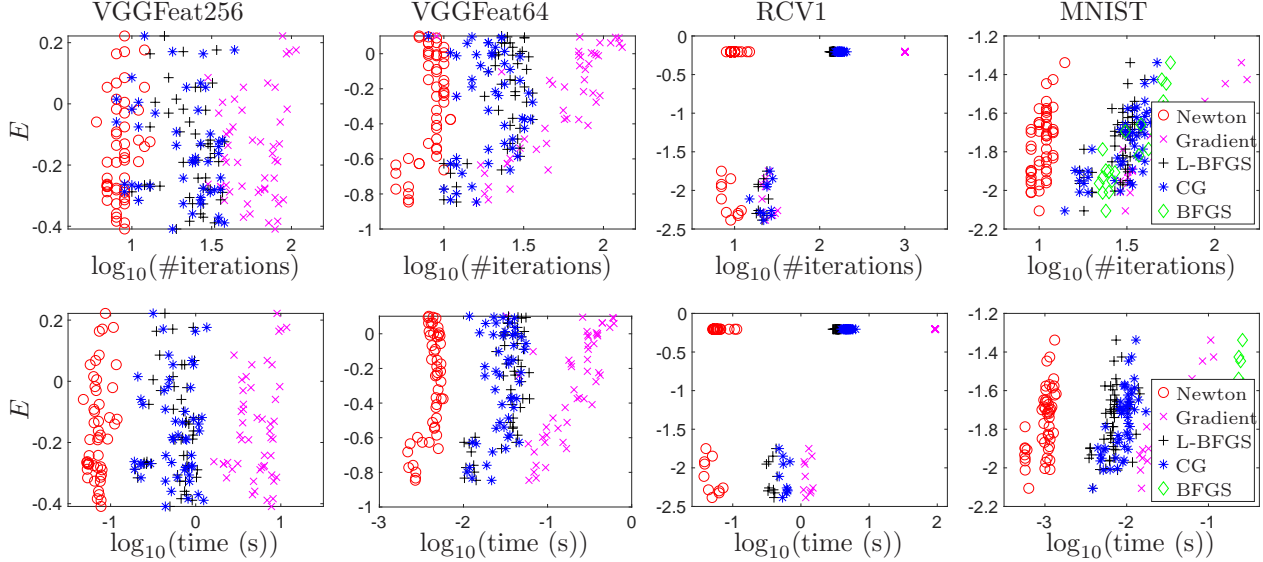 VGGFeat256 VGGFeat64 RCV1 MNIST
0.2
0
-0.2
-0.4
E
1 1.5 2
log10(#iterations)
0
-0.2
-0.4
-0.6
-0.8
-1
1 1.5 2
log10(#iterations)
0
-0.5
-1
-1.5
-2
-2.5
1 2 3
log10(#iterations)
-1.2
-1.4
-1.6
-1.8
-2
-2.2
1 1.5 2
log10(#iterations)
Newton
Gradient
L-BFGS
CG
BFGS
0.2
0
-0.2
-0.4
E
-1 0 1
log10(time (s))
0
-0.2
-0.4
-0.6
-0.8
-1
-3 -2 -1 0
log10(time (s))
0
-0.5
-1
-1.5
-2
-2.5
-1 0 1 2
log10(time (s))
-1.2
-1.4
-1.6
-1.8
-2
-2.2
-3 -2 -1
log10(time (s))
Newton
Gradient
L-BFGS
CG
BFGS